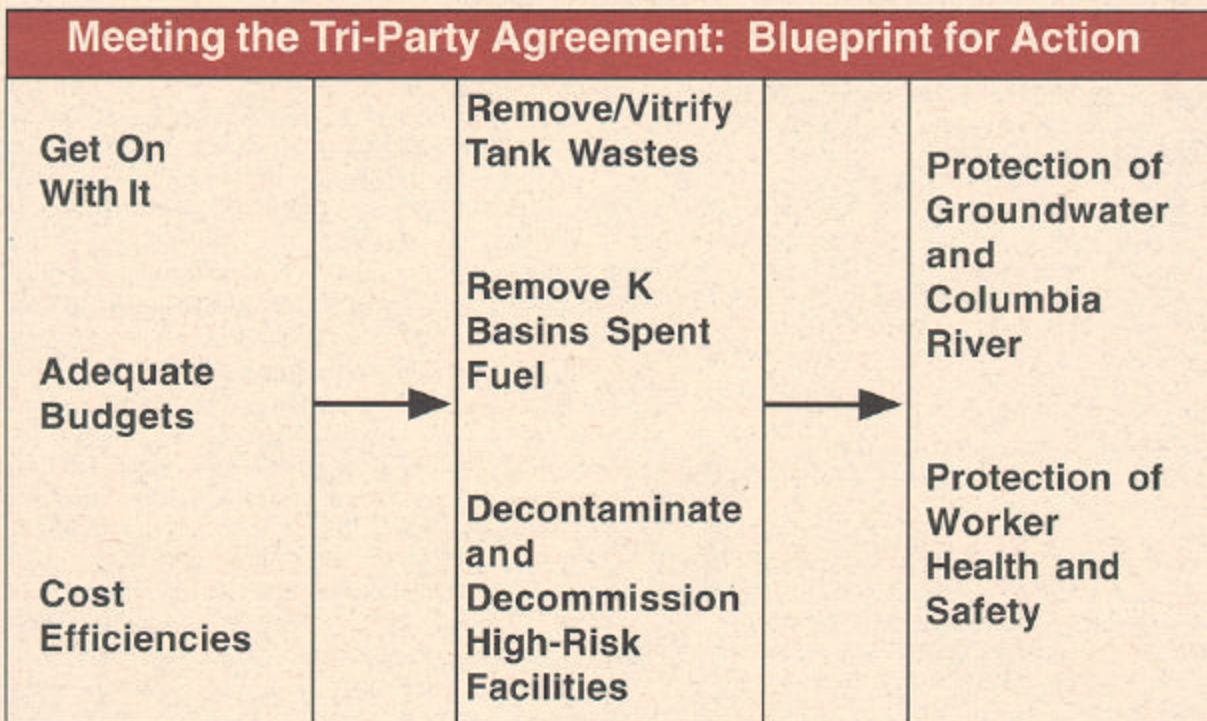 Meeting the Tri-Party Agreement: Blueprint for Action
Get On
With It
Adequate
Budgets
Cost
Efficiencies
Remove/Vitrify
Tank Wastes
Remove K
Basins Spent
Fuel
Decontaminate
and
Decommission
High-Risk
Facilities
Protection of
Groundwater
and
Columbia
River
Protection of
Worker
Health and
Safety